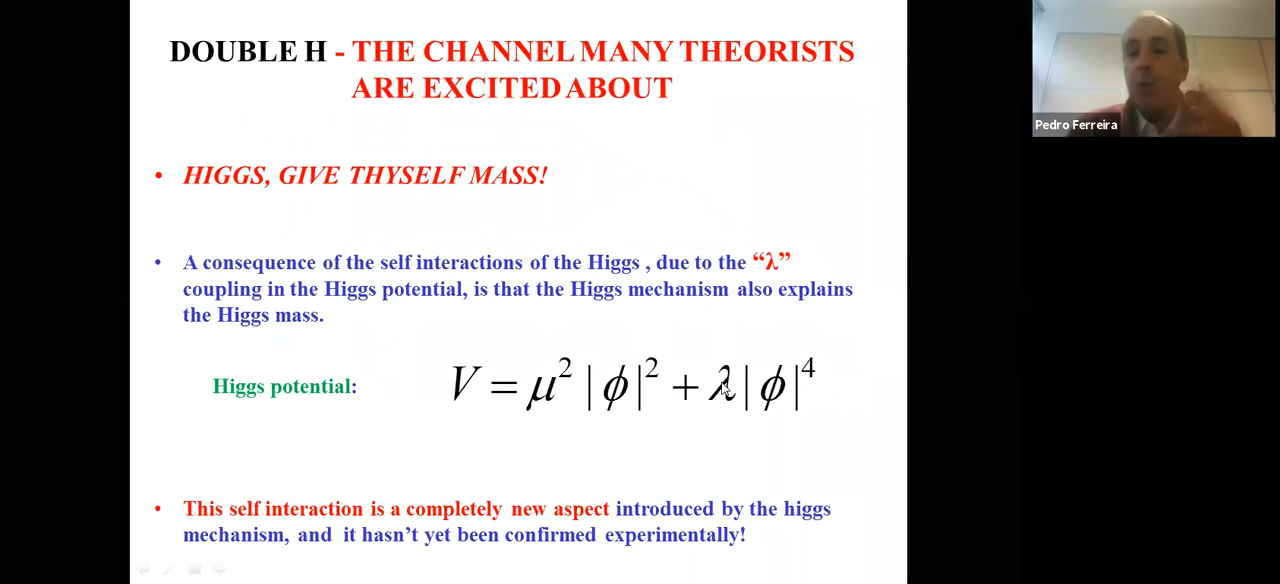 DOUBLE H - THE CHANNEL MANY THEORISTS
ARE EXCITED ABOUT
Pedro Ferreira
• HIGGS, GIVE THYSELF MASS!
• A consequence of the self interactions of the Higgs , due to the “λ”
coupling in the Higgs potential, is that the Higgs mechanism also explains
the Higgs mass.
Higgs potential: V = μ² | ϕ |² + λ | ϕ |⁴
• This self interaction is a completely new aspect introduced by the higgs
mechanism, and it hasn’t yet been confirmed experimentally!